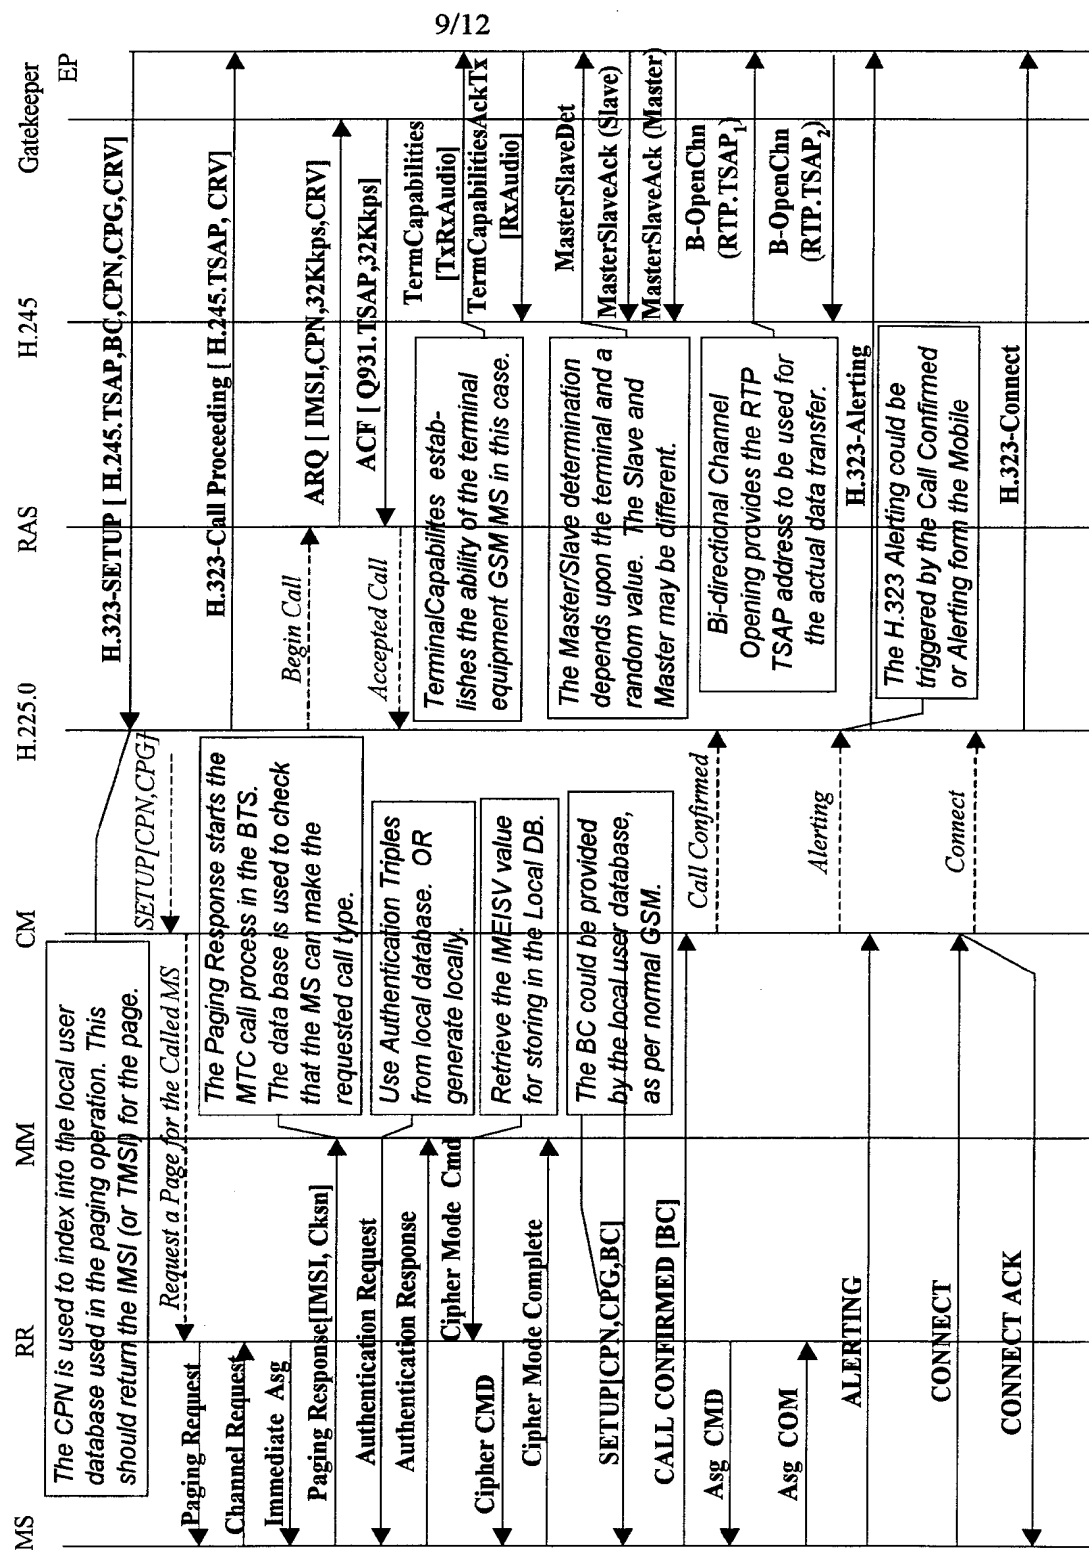 9/12
MS
RR
MM
CM
H.225.0
RAS
H.245
Gatekeeper
EP
The CPN is used to index into the local user
database used in the paging operation. This
should return the IMSI (or TMSI) for the page.
H.323-SETUP [ H.245.TSAP,BC,CPN,CPG,CRV]
SETUP[CPN,CPG]
Request a Page for the Called MS
Paging Request
H.323-Call Proceeding [ H.245.TSAP, CRV]
Channel Request
Immediate Asg
The Paging Response starts the
MTC call process in the BTS.
The data base is used to check
that the MS can make the
requested call type.
Begin Call
ARQ [ IMSI,CPN,32Kkps,CRV]
Paging Response[IMSI, Cksn]
Accepted Call
ACF [ Q931.TSAP,32Kkps]
Authentication Request
Use Authentication Triples
from local database. OR
generate locally.
Authentication Response
TermCapabilities
[TxRxAudio]
TerminalCapabilites estab-
lishes the ability of the terminal
equipment GSM MS in this case.
Cipher Mode Cmd
TermCapabilitiesAckTx
[RxAudio]
Cipher CMD
Retrieve the IMEISV value
for storing in the Local DB.
Cipher Mode Complete
MasterSlaveDet
The Master/Slave determination
depends upon the terminal and a
random value. The Slave and
Master may be different.
MasterSlaveAck (Slave)
MasterSlaveAck (Master)
SETUP[CPN,CPG,BC]
The BC could be provided
by the local user database,
as per normal GSM.
CALL CONFIRMED [BC]
Call Confirmed
B-OpenChn
(RTP.TSAP1)
Bi-directional Channel
Opening provides the RTP
TSAP address to be used for
the actual data transfer.
Asg CMD
B-OpenChn
(RTP.TSAP2)
Asg COM
Alerting
H.323-Alerting
ALERTING
The H.323 Alerting could be
triggered by the Call Confirmed
or Alerting form the Mobile
CONNECT
Connect
H.323-Connect
CONNECT ACK